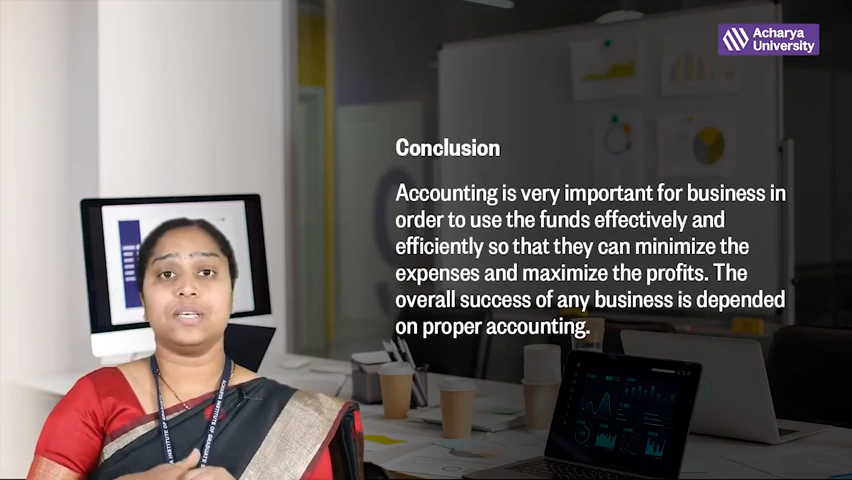 Acharya
University
Conclusion
Accounting is very important for business in
order to use the funds effectively and
efficiently so that they can minimize the
expenses and maximize the profits. The
overall success of any business is depended
on proper accounting.